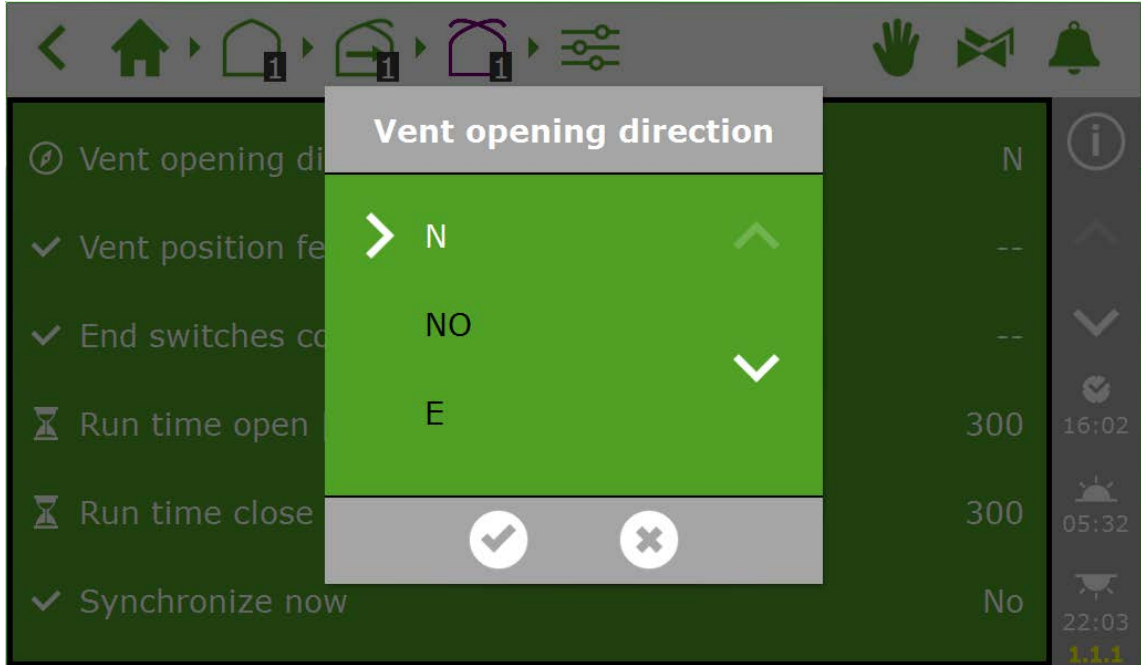 1 1 1
Vent opening direction
Vent opening di N
N
Vent position fe --
NO
End switches co --
E
Run time open 300
16:02
Run time close 300
05:32
Synchronize now No
22:03
1.1.1